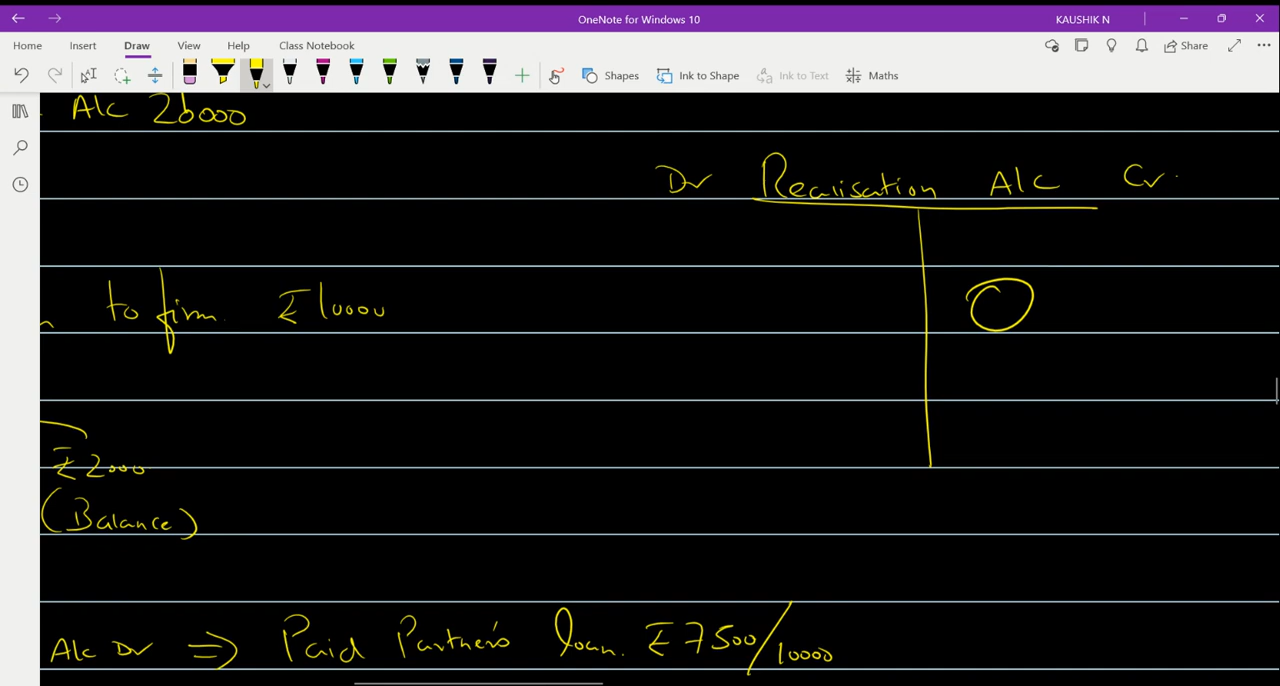 OneNote for Windows 10
KAUSHIK N
Home Insert Draw View Help Class Notebook
Share
Shapes Ink to Shape Ink to Text Maths
A/c 26000
Dr Realisation A/c Cr.
to firm. ₹10000
₹2000
(Balance)
A/c Dr ⇒ Paid Partner's loan. ₹7500/10000